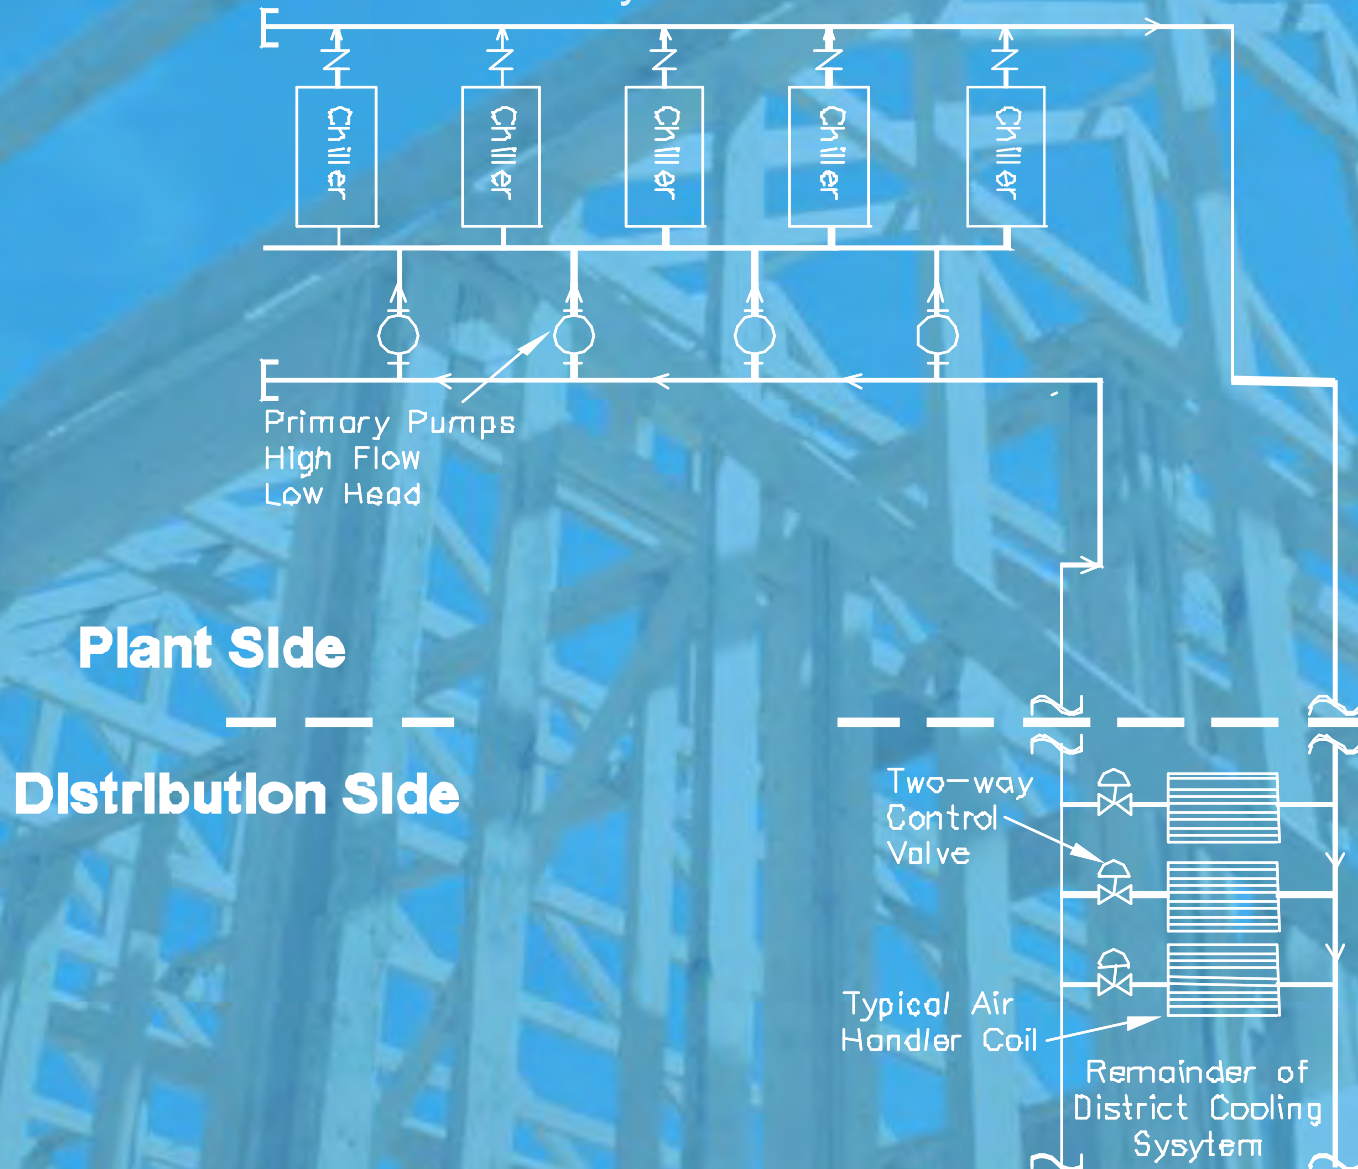 Chiller
Chiller
Chiller
Chiller
Chiller
Primary Pumps
High Flow
Low Head
Plant Side
Distribution Side
Two-way
Control
Valve
Typical Air
Handler Coil
Remainder of
District Cooling
Sysytem